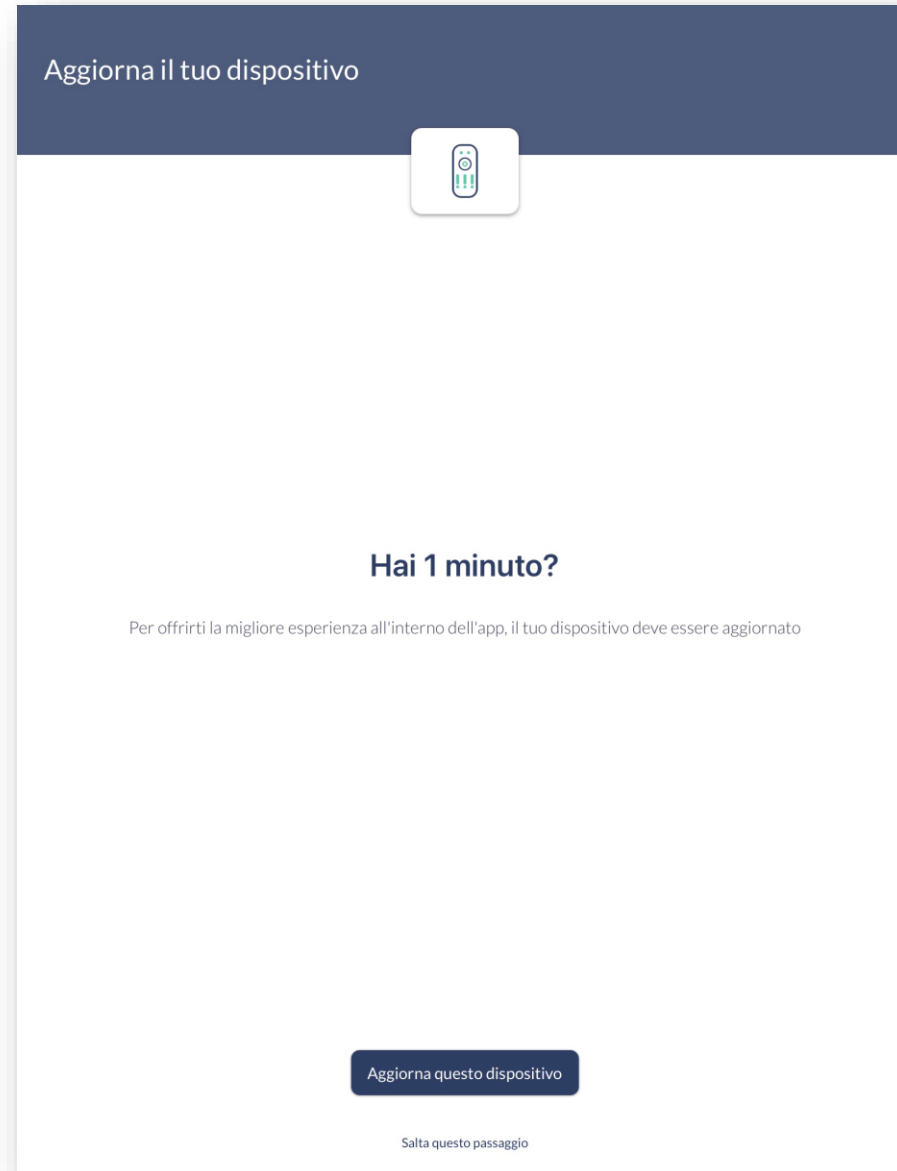 Aggiorna il tuo dispositivo
Hai 1 minuto?
Per offrirti la migliore esperienza all'interno dell'app, il tuo dispositivo deve essere aggiornato
Aggiorna questo dispositivo
Salta questo passaggio